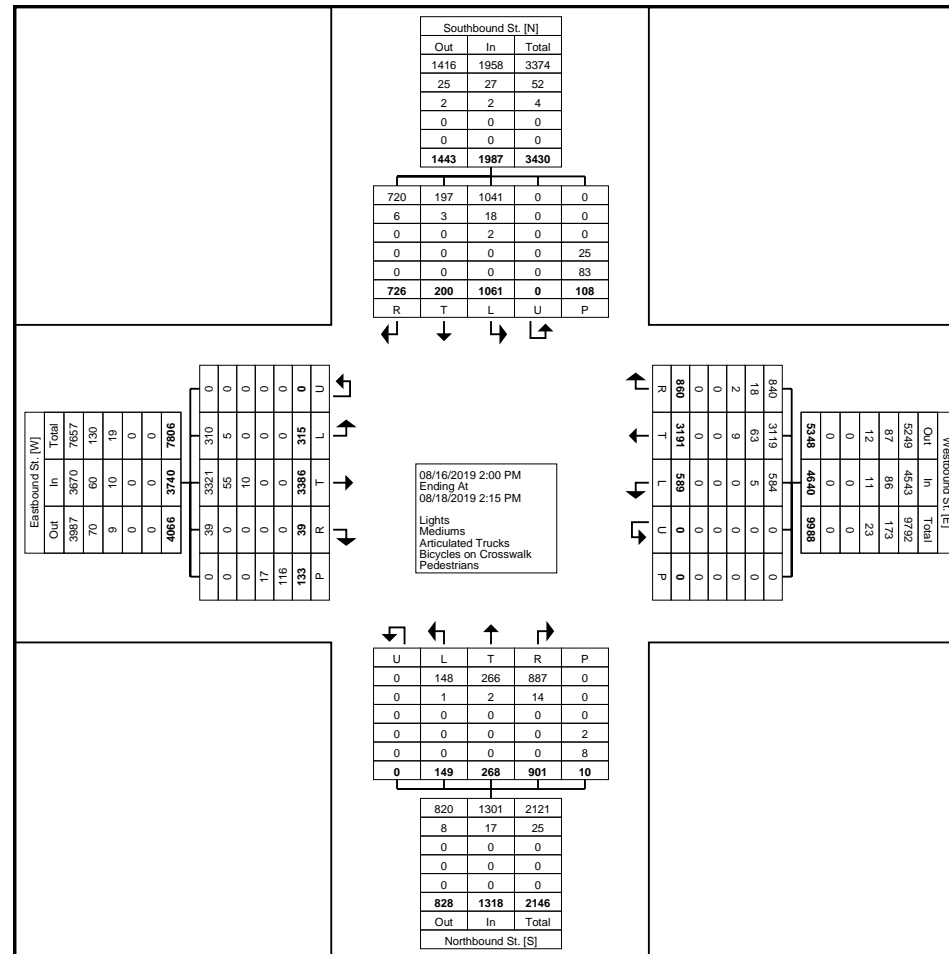 Southbound St. [N]
Out In Total
1416 1958 3374
25 27 52
2 2 4
0 0 0
0 0 0
1443 1987 3430
720 197 1041 0 0
6 3 18 0 0
0 0 2 0 0
0 0 0 0 25
0 0 0 0 83
726 200 1061 0 108
R T L U P
Eastbound St. [W]
Out In Total
3987 3670 7657
70 60 130
9 10 19
0 0 0
0 0 0
4066 3740 7806
0 39 3321 310 0
0 0 55 5 0
0 0 10 0 0
17 0 0 0 0
116 0 0 0 0
133 39 3386 315 0
P R T L U
08/16/2019 2:00 PM
Ending At
08/18/2019 2:15 PM
Lights
Mediums
Articulated Trucks
Bicycles on Crosswalk
Pedestrians
Westbound St. [E]
Out In Total
5249 4543 9792
87 86 173
12 11 23
0 0 0
0 0 0
5348 4640 9988
840 3119 584 0 0
18 63 5 0 0
2 9 0 0 0
0 0 0 0 0
0 0 0 0 0
860 3191 589 0 0
R T L U P
U L T R P
0 148 266 887 0
0 1 2 14 0
0 0 0 0 0
0 0 0 0 2
0 0 0 0 8
0 149 268 901 10
820 1301 2121
8 17 25
0 0 0
0 0 0
0 0 0
828 1318 2146
Out In Total
Northbound St. [S]